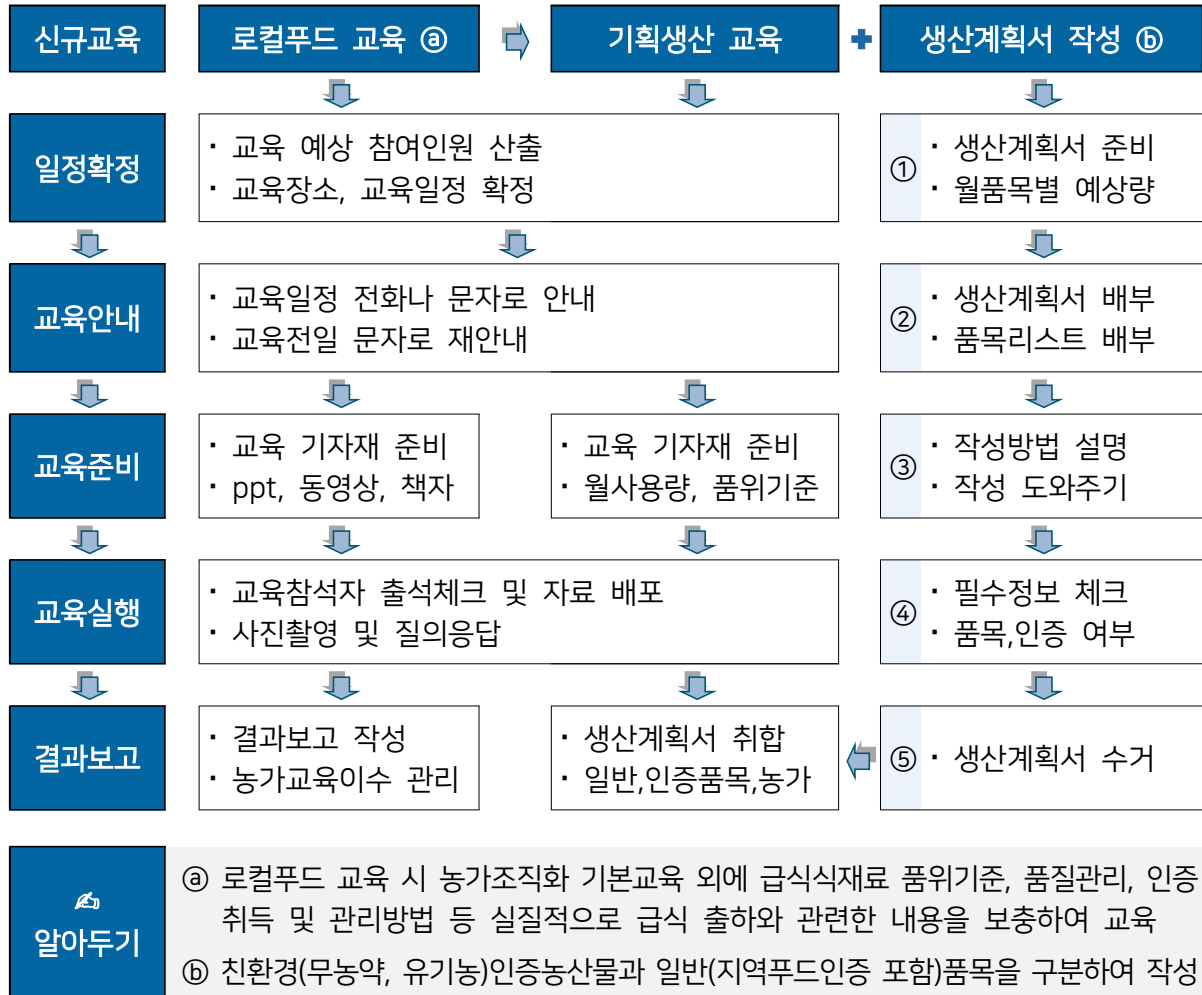 신규교육
로컬푸드 교육 ⓐ
기획생산 교육
생산계획서 작성 ⓑ
일정확정
· 교육 예상 참여인원 산출
· 교육장소, 교육일정 확정
①
· 생산계획서 준비
· 월품목별 예상량
교육안내
· 교육일정 전화나 문자로 안내
· 교육전일 문자로 재안내
②
· 생산계획서 배부
· 품목리스트 배부
교육준비
· 교육 기자재 준비
· ppt, 동영상, 책자
· 교육 기자재 준비
· 월사용량, 품위기준
③
· 작성방법 설명
· 작성 도와주기
교육실행
· 교육참석자 출석체크 및 자료 배포
· 사진촬영 및 질의응답
④
· 필수정보 체크
· 품목,인증 여부
결과보고
· 결과보고 작성
· 농가교육이수 관리
· 생산계획서 취합
· 일반,인증품목,농가
⑤ · 생산계획서 수거
✍
알아두기
ⓐ 로컬푸드 교육 시 농가조직화 기본교육 외에 급식식재료 품위기준, 품질관리, 인증
취득 및 관리방법 등 실질적으로 급식 출하와 관련한 내용을 보충하여 교육
ⓑ 친환경(무농약, 유기농)인증농산물과 일반(지역푸드인증 포함)품목을 구분하여 작성